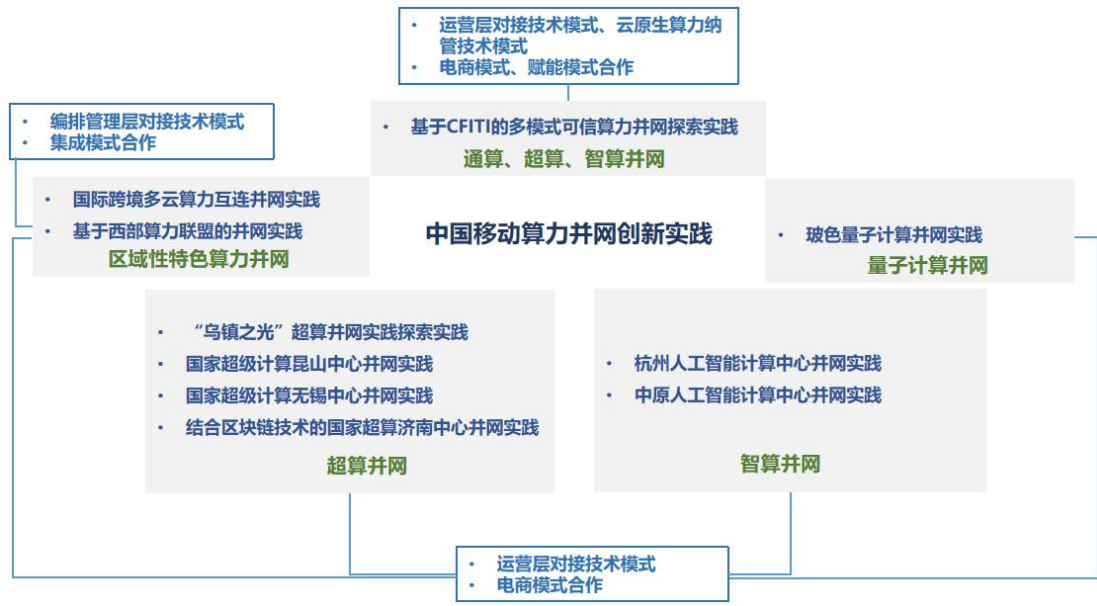 • 运营层对接技术模式、云原生算力纳
管技术模式
• 电商模式、赋能模式合作
• 编排管理层对接技术模式
• 集成模式合作
• 基于CFITI的多模式可信算力并网探索实践
通算、超算、智算并网
• 国际跨境多云算力互连并网实践
• 基于西部算力联盟的并网实践
区域性特色算力并网
中国移动算力并网创新实践
• 玻色量子计算并网实践
量子计算并网
• “乌镇之光”超算并网实践探索实践
• 国家超级计算昆山中心并网实践
• 国家超级计算无锡中心并网实践
• 结合区块链技术的国家超算济南中心并网实践
超算并网
• 杭州人工智能计算中心并网实践
• 中原人工智能计算中心并网实践
智算并网
• 运营层对接技术模式
• 电商模式合作